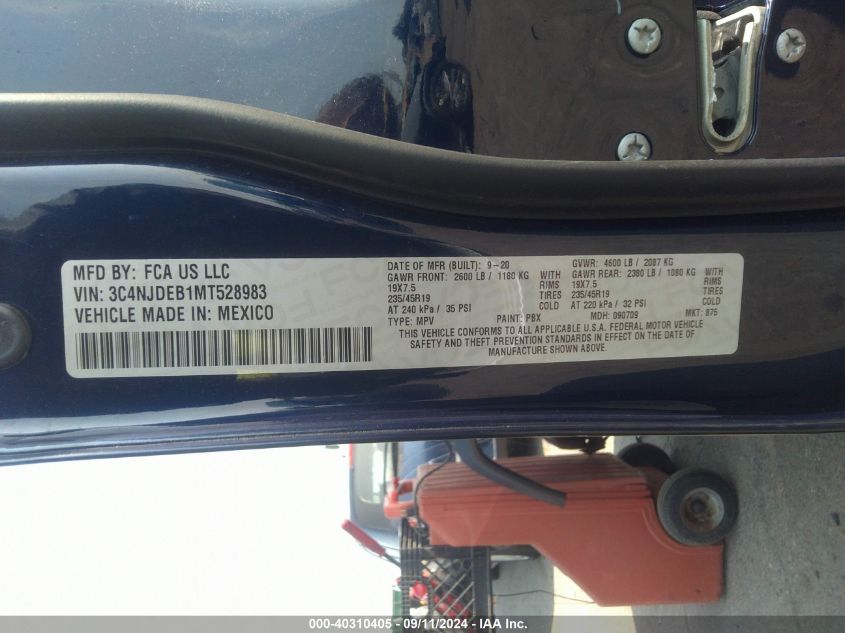 MFD BY: FCA US LLC
VIN: 3C4NJDEB1MT528983
VEHICLE MADE IN: MEXICO
DATE OF MFR (BUILT): 9-20 GVWR: 4600 LB / 2087 KG
GAWR FRONT: 2600 LB / 1180 KG WITH GAWR REAR: 2380 LB / 1080 KG WITH
19X7.5 RIMS 19X7.5 RIMS
235/45R19 TIRES 235/45R19 TIRES
AT 240 kPa / 35 PSI COLD AT 220 kPa / 32 PSI COLD
TYPE: MPV PAINT: PBX MDH: 090709 MKT: 875
THIS VEHICLE CONFORMS TO ALL APPLICABLE U.S.A. FEDERAL MOTOR VEHICLE
SAFETY AND THEFT PREVENTION STANDARDS IN EFFECT ON THE DATE OF
MANUFACTURE SHOWN ABOVE.
000-40310405 - 09/11/2024 - IAA Inc.